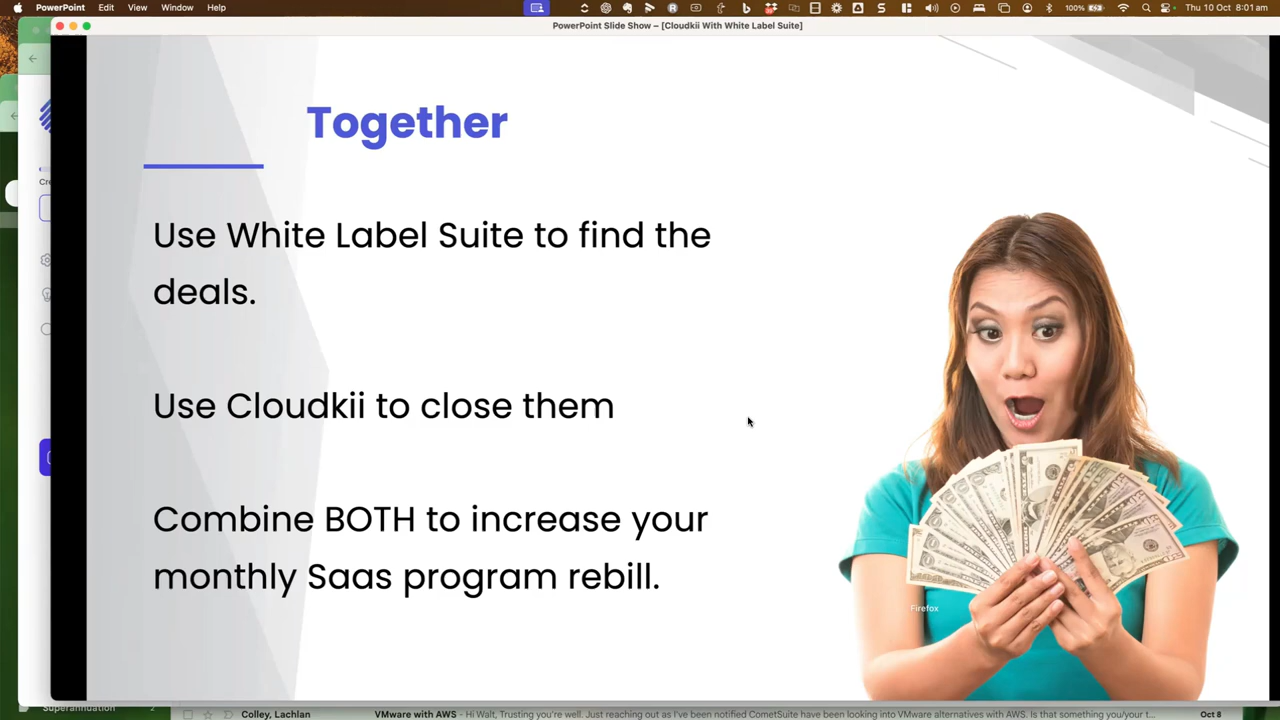 PowerPoint File Edit View Window Help 100% Thu 10 Oct 8:01 am
PowerPoint Slide Show – [Cloudkii With White Label Suite]
Together
Use White Label Suite to find the
deals.
Use Cloudkii to close them
Combine BOTH to increase your
monthly Saas program rebill.
Firefox
Cre
Superannuation 2
Colley, Lachlan VMware with AWS - Hi Walt, Trusting you're well. Just reaching out as I've been notified CometSuite have been looking into VMware alternatives with AWS. Is that something you/your t... Oct 8